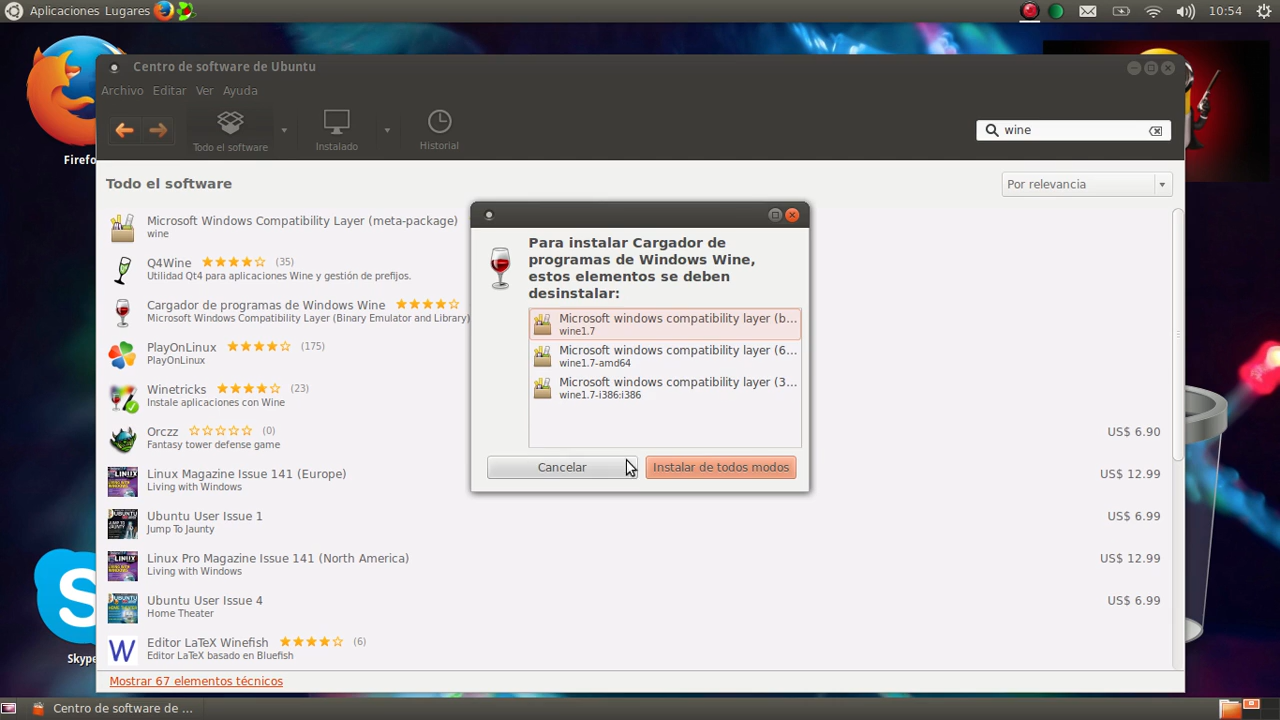 Aplicaciones Lugares
10:54
Firefo
Centro de software de Ubuntu
Archivo Editar Ver Ayuda
Todo el software
Instalado
Historial
wine
Todo el software
Por relevancia
Microsoft Windows Compatibility Layer (meta-package)
wine
Q4Wine (35)
Utilidad Qt4 para aplicaciones Wine y gestión de prefijos.
Cargador de programas de Windows Wine
Microsoft Windows Compatibility Layer (Binary Emulator and Library)
PlayOnLinux (175)
PlayOnLinux
Winetricks (23)
Instale aplicaciones con Wine
Orczz (0)
Fantasy tower defense game
US$ 6.90
Linux Magazine Issue 141 (Europe)
Living with Windows
US$ 12.99
Ubuntu User Issue 1
Jump To Jaunty
US$ 6.99
Linux Pro Magazine Issue 141 (North America)
Living with Windows
US$ 12.99
Ubuntu User Issue 4
Home Theater
US$ 6.99
Editor LaTeX Winefish (6)
Editor LaTeX basado en Bluefish
Mostrar 67 elementos técnicos
Para instalar Cargador de
programas de Windows Wine,
estos elementos se deben
desinstalar:
Microsoft windows compatibility layer (b...
wine1.7
Microsoft windows compatibility layer (6...
wine1.7-amd64
Microsoft windows compatibility layer (3...
wine1.7-i386:i386
Cancelar
Instalar de todos modos
Skype
Centro de software de ...